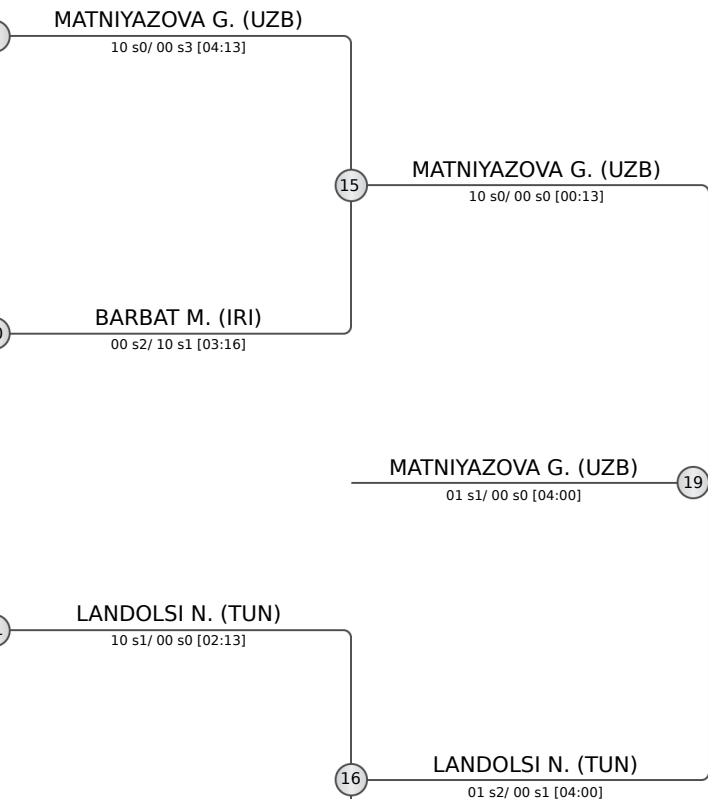 MATNIYAZOVA G. (UZB)
10 s0/ 00 s3 [04:13]
15
MATNIYAZOVA G. (UZB)
10 s0/ 00 s0 [00:13]
BARBAT M. (IRI)
00 s2/ 10 s1 [03:16]
MATNIYAZOVA G. (UZB)
01 s1/ 00 s0 [04:00]
19
LANDOLSI N. (TUN)
10 s1/ 00 s0 [02:13]
16
LANDOLSI N. (TUN)
01 s2/ 00 s1 [04:00]